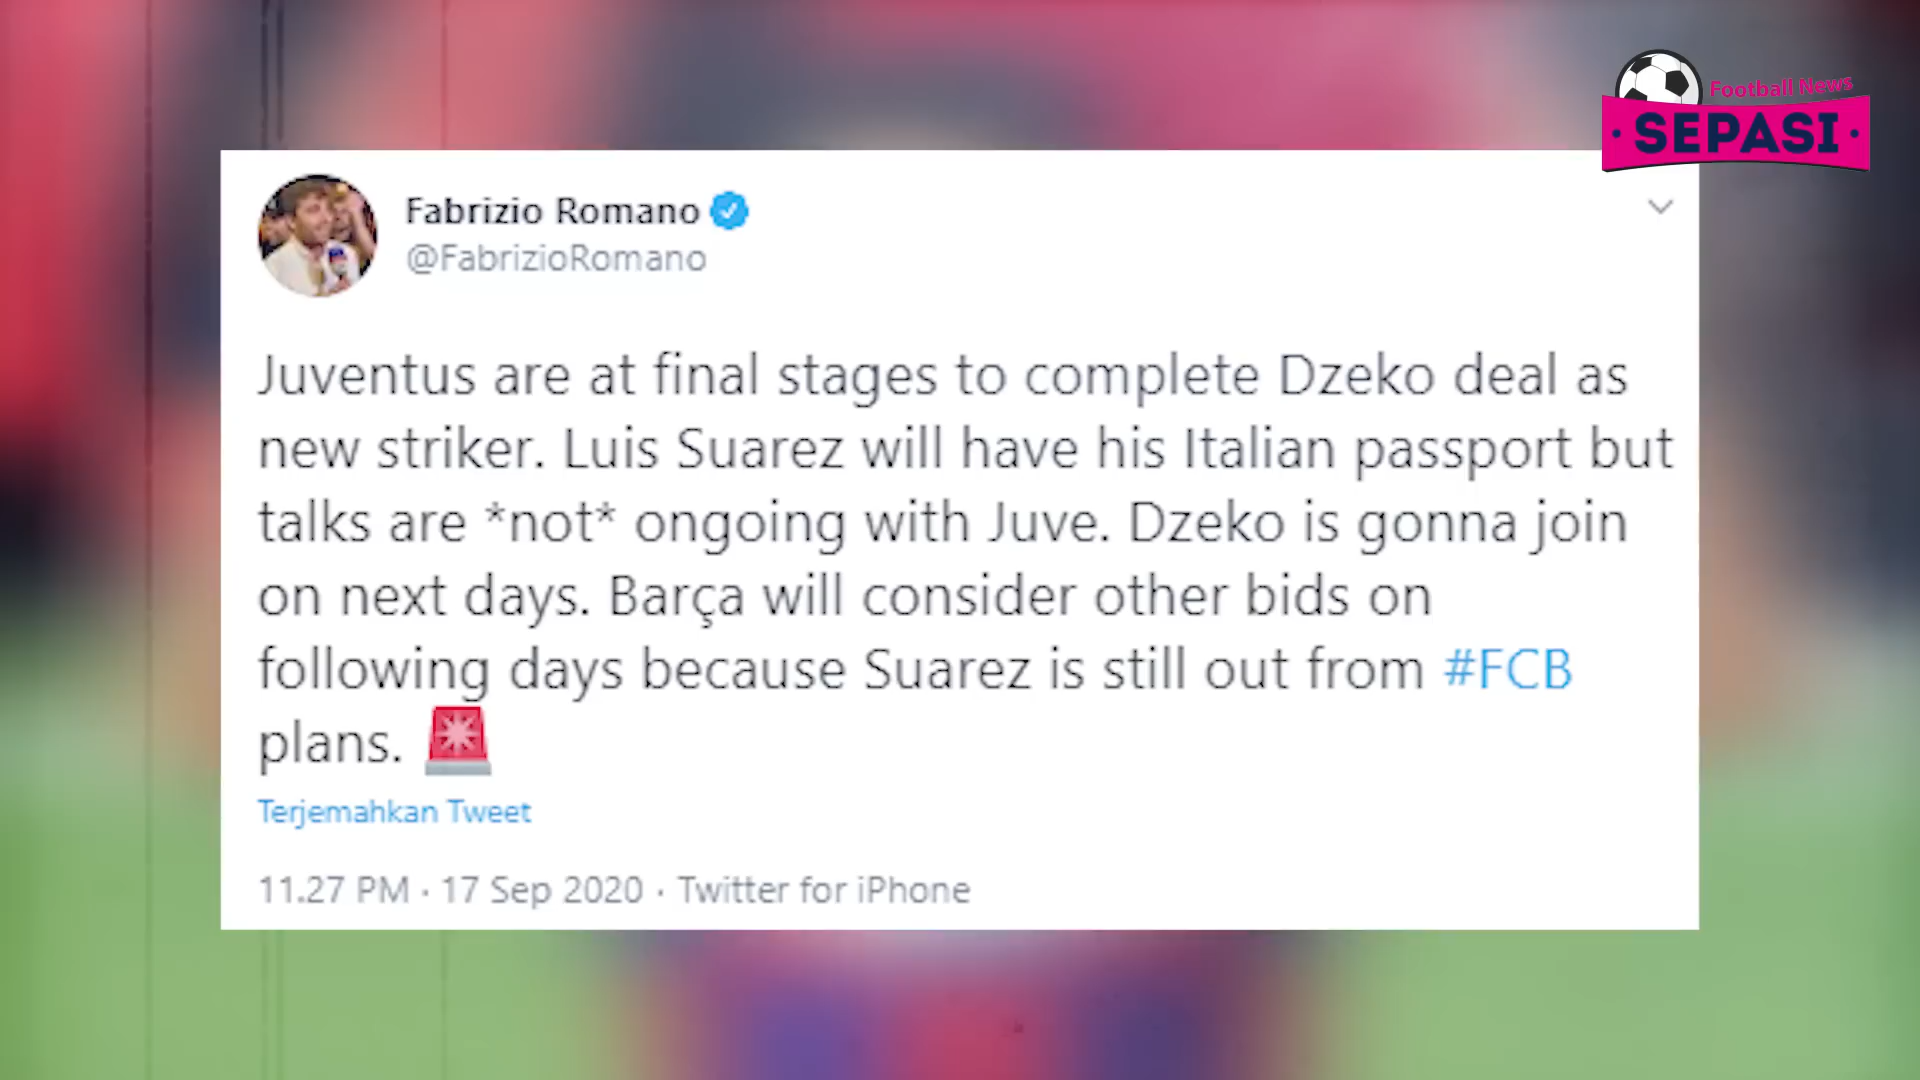 Football News
• SEPASI •
Fabrizio Romano
@FabrizioRomano
Juventus are at final stages to complete Dzeko deal as
new striker. Luis Suarez will have his Italian passport but
talks are *not* ongoing with Juve. Dzeko is gonna join
on next days. Barça will consider other bids on
following days because Suarez is still out from #FCB
plans. 🚨
Terjemahkan Tweet
11.27 PM · 17 Sep 2020 · Twitter for iPhone